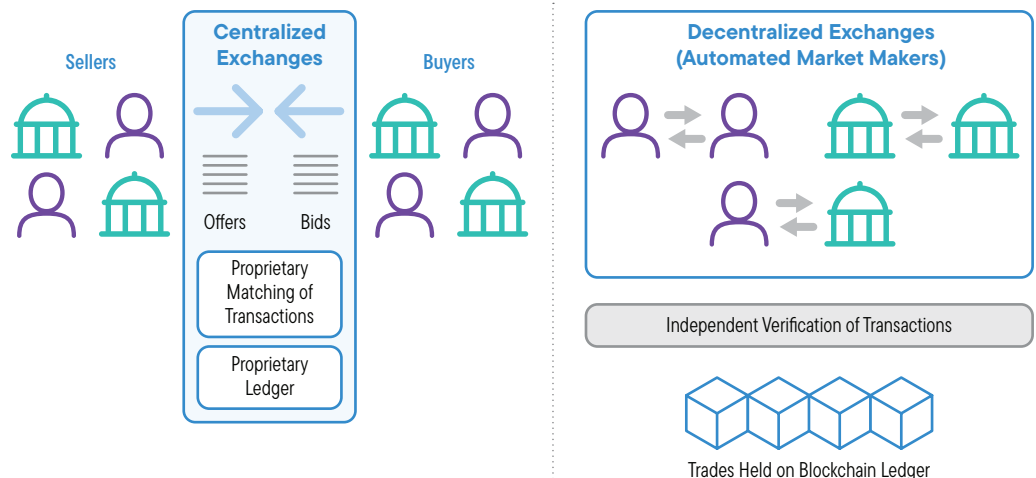 Sellers
Centralized
Exchanges
Buyers
Offers
Bids
Proprietary
Matching of
Transactions
Proprietary
Ledger
Decentralized Exchanges
(Automated Market Makers)
Independent Verification of Transactions
Trades Held on Blockchain Ledger